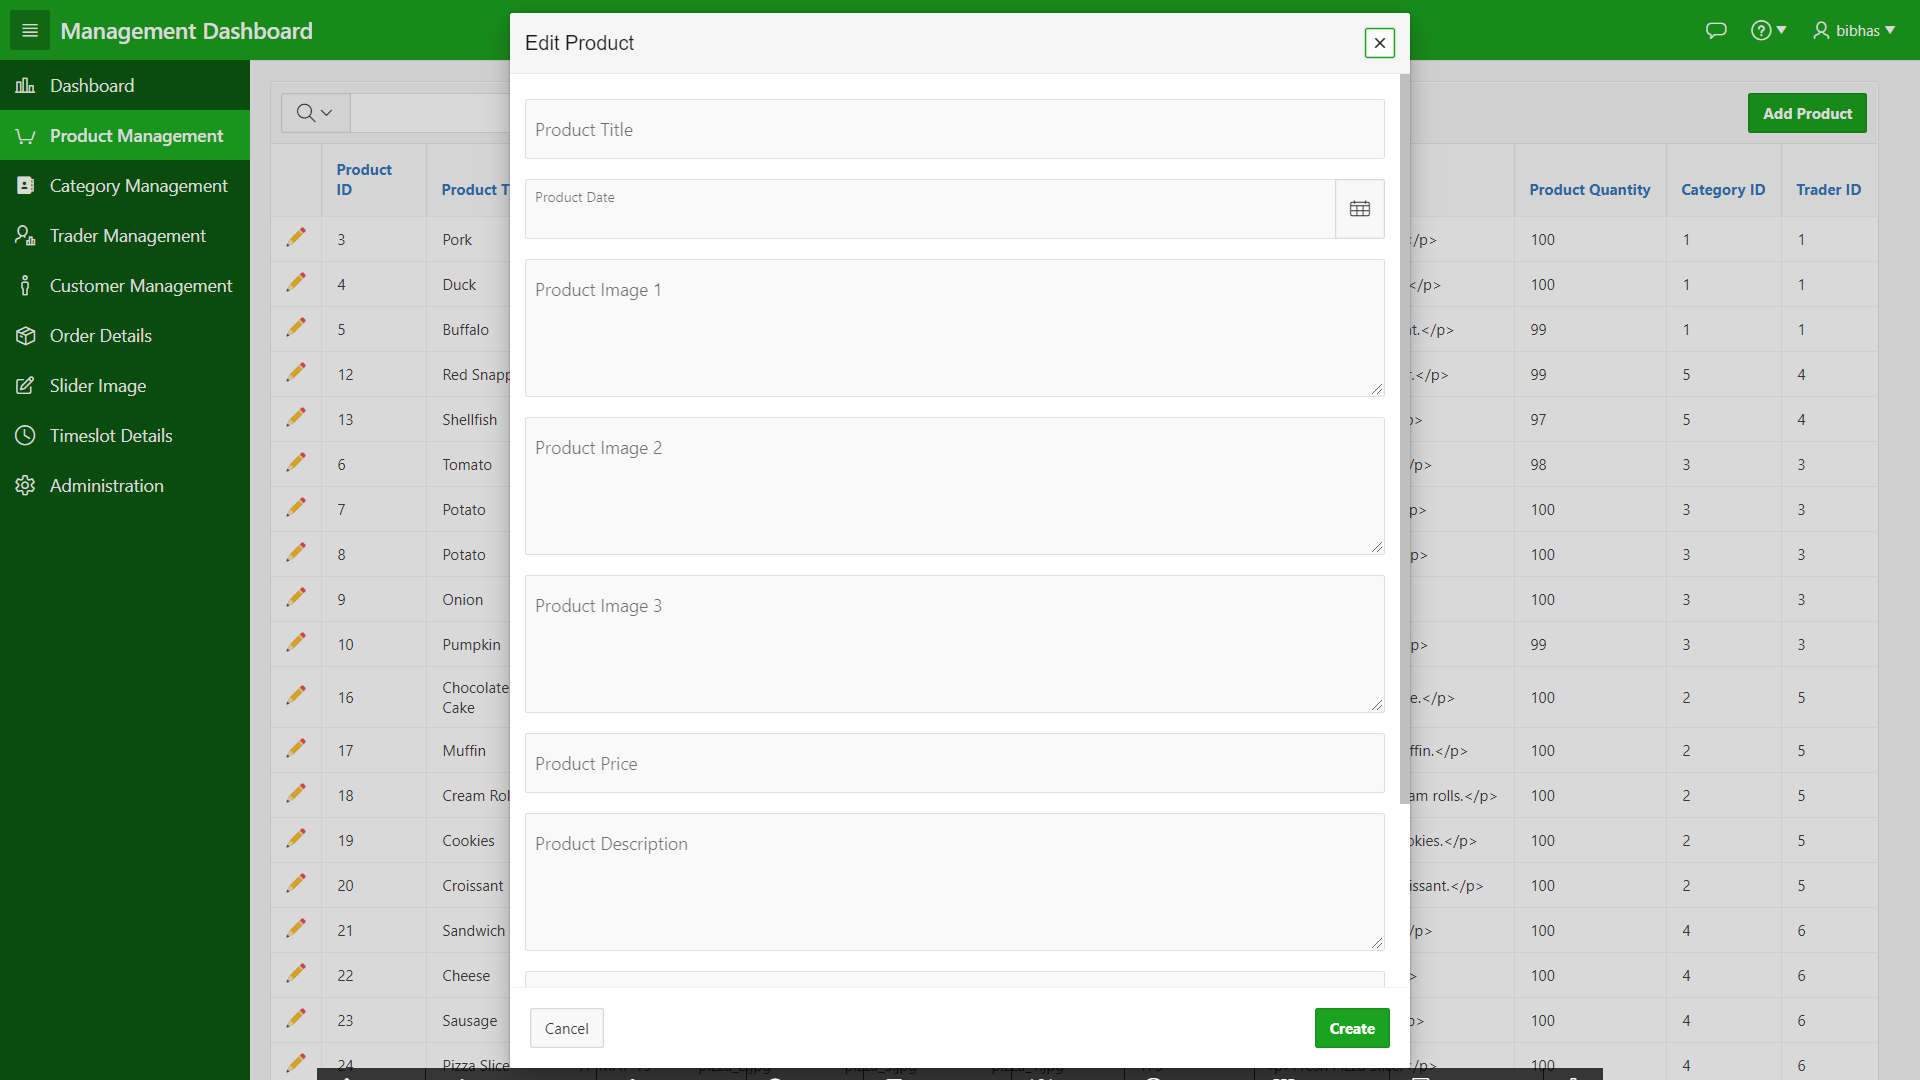 Management Dashboard
bibhas
Dashboard
Product Management
Category Management
Trader Management
Customer Management
Order Details
Slider Image
Timeslot Details
Administration
Edit Product
Product Title
Product Date
Product Image 1
Product Image 2
Product Image 3
Product Price
Product Description
Cancel
Create
Add Product
Product ID Product T Product Quantity Category ID Trader ID
3 Pork </p> 100 1 1
4 Duck </p> 100 1 1
5 Buffalo t.</p> 99 1 1
12 Red Snapp .</p> 99 5 4
13 Shellfish p> 97 5 4
6 Tomato /p> 98 3 3
7 Potato p> 100 3 3
8 Potato p> 100 3 3
9 Onion 100 3 3
10 Pumpkin p> 99 3 3
16 Chocolate Cake e.</p> 100 2 5
17 Muffin ffin.</p> 100 2 5
18 Cream Rol am rolls.</p> 100 2 5
19 Cookies okies.</p> 100 2 5
20 Croissant issant.</p> 100 2 5
21 Sandwich /p> 100 4 6
22 Cheese > 100 4 6
23 Sausage p> 100 4 6
24 Pizza Slice /p> 100 4 6